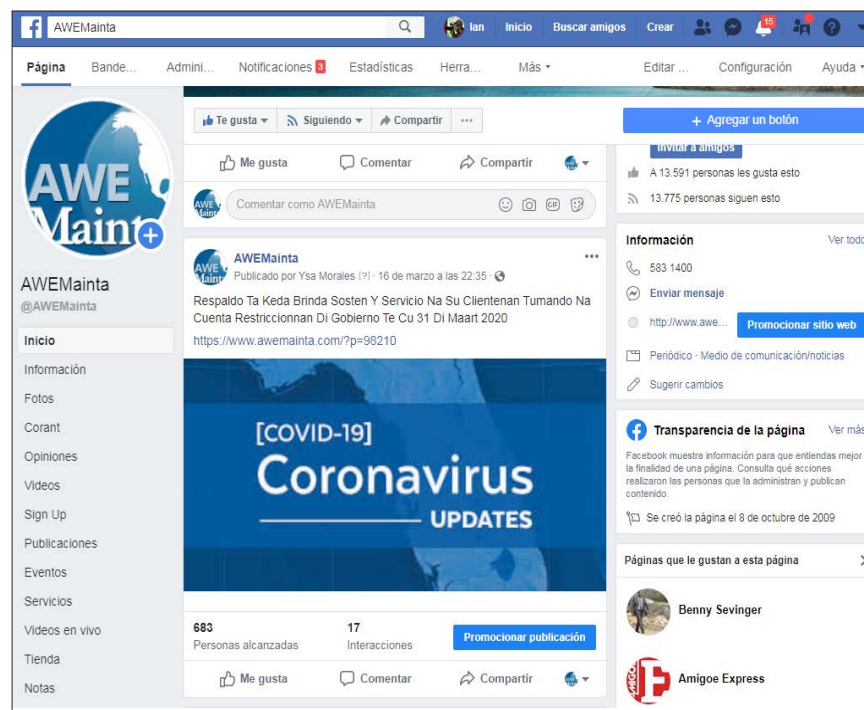 AWEMainta
Ian Inicio Buscar amigos Crear 15
Página Bande... Admini... Notificaciones 3 Estadísticas Herra... Más Editar ... Configuración Ayuda
Te gusta Siguiendo Compartir ...
+ Agregar un botón
AWE
Mainta
AWEMainta
@AWEMainta
Inicio
Información
Fotos
Corant
Opiniones
Videos
Sign Up
Publicaciones
Eventos
Servicios
Videos en vivo
Tienda
Notas
Me gusta Comentar Compartir
Comentar como AWEMainta GIF
AWEMainta
Publicado por Ysa Morales [?] · 16 de marzo a las 22:35 ·
Respaldo Ta Keda Brinda Sosten Y Servicio Na Su Clientenan Tumando Na
Cuenta Restriccionnan Di Gobierno Te Cu 31 Di Maart 2020
https://www.awemainta.com/?p=98210
[COVID-19]
Coronavirus
UPDATES
683 17
Personas alcanzadas Interacciones
Promocionar publicación
Me gusta Comentar Compartir
Invitar a amigos
A 13.591 personas les gusta esto
13.775 personas siguen esto
Información Ver todo
583 1400
Enviar mensaje
http://www.awe... Promocionar sitio web
Periódico · Medio de comunicación/noticias
Sugerir cambios
Transparencia de la página Ver más
Facebook muestra información para que entiendas mejor
la finalidad de una página. Consulta qué acciones
realizaron las personas que la administran y publican
contenido.
Se creó la página el 8 de octubre de 2009
Páginas que le gustan a esta página
Benny Sevinger
Amigoe Express